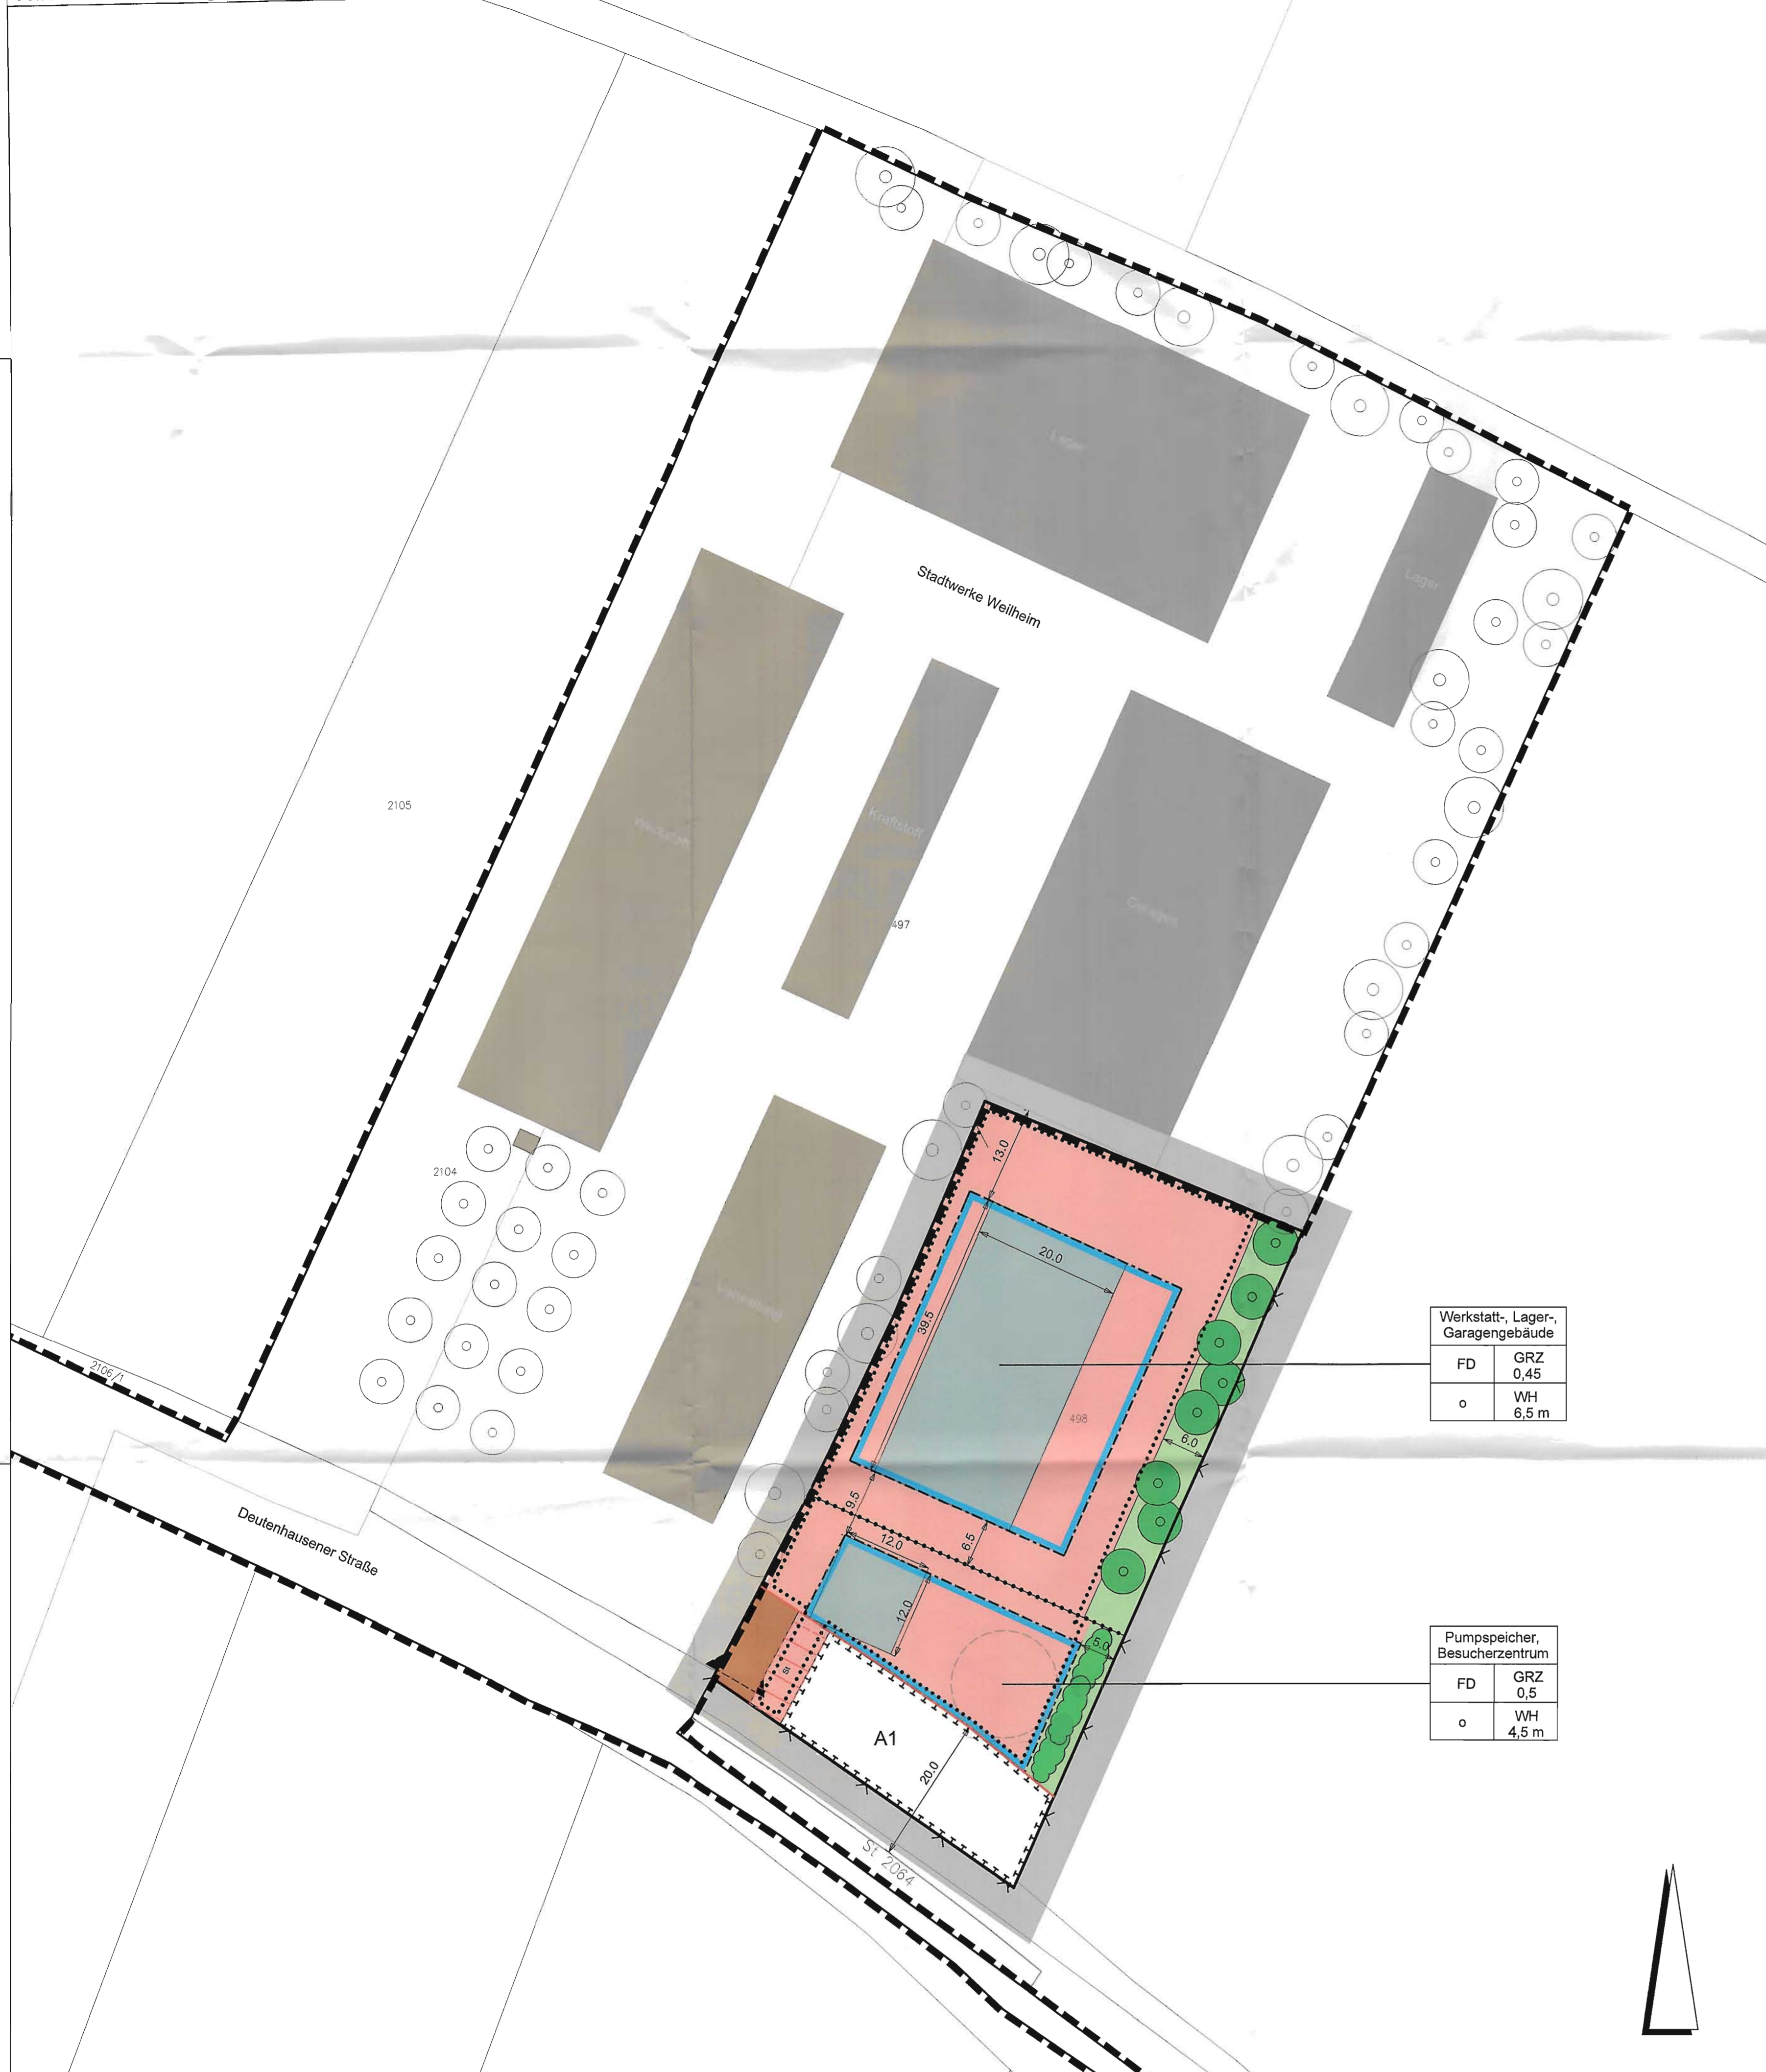 Lager
Lager
Stadtwerke Weilheim
2105
Werkstatt
Kraftstoff
497
Garagen
2104
13.0
20.0
39.5
Werkstatt-, Lager-,
Garagengebäude
FD
GRZ
0,45
o
WH
6,5 m
2106/1
498
6.0
9.5
6.5
12.0
Deutenhausener Straße
12.0
5.0
Pumpspeicher,
Besucherzentrum
FD
GRZ
0,5
o
WH
4,5 m
St
A1
20.0
St 2064